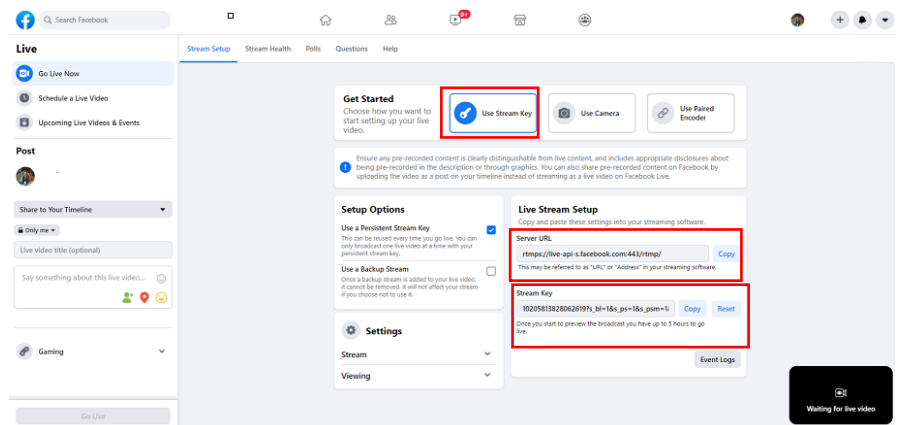 Search Facebook
9+
Live
Go Live Now
Schedule a Live Video
Upcoming Live Videos & Events
Post
Share to Your Timeline
Only me
Live video title (optional)
Say something about this live video...
Gaming
Go Live
Stream Setup Stream Health Polls Questions Help
Get Started
Choose how you want to
start setting up your live
video.
Use Stream Key
Use Camera
Use Paired
Encoder
Ensure any pre-recorded content is clearly distinguishable from live content, and includes appropriate disclosures about
being pre-recorded in the description or through graphics. You can also share pre-recorded content on Facebook by
uploading the video as a post on your timeline instead of streaming as a live video on Facebook Live.
Setup Options
Use a Persistent Stream Key
This can be reused every time you go live. You can
only broadcast one live video at a time with your
persistent stream key.
Use a Backup Stream
Once a backup stream is added to your live video,
it cannot be removed. It will not affect your stream
if you choose not to use it.
Settings
Stream
Viewing
Live Stream Setup
Copy and paste these settings into your streaming software.
Server URL
rtmps://live-api-s.facebook.com:443/rtmp/
Copy
This may be referred to as "URL" or "Address" in your streaming software.
Stream Key
10205813828062619?s_bl=1&s_ps=1&s_psm=1&
Copy
Reset
Once you start to preview the broadcast you have up to 5 hours to go
live.
Event Logs
Waiting for live video